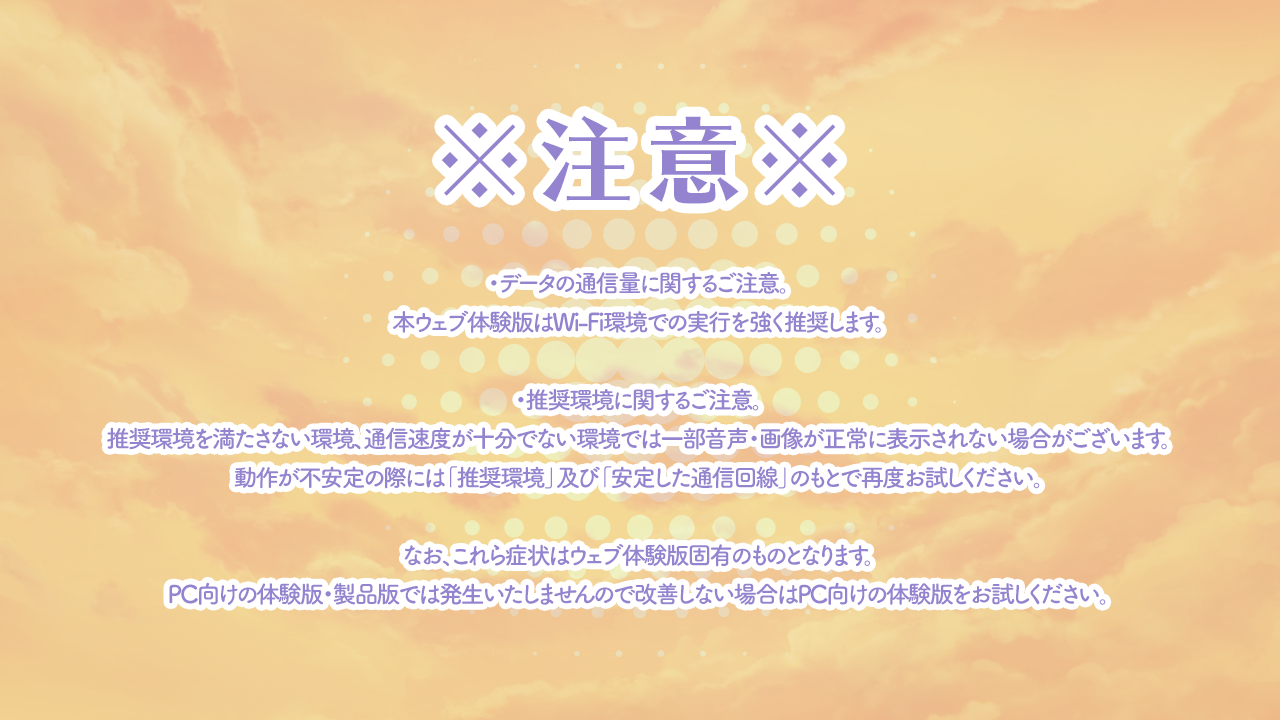 ※注意※
・データの通信量に関するご注意。
本ウェブ体験版はWi-Fi環境での実行を強く推奨します。
・推奨環境に関するご注意。
推奨環境を満たさない環境、通信速度が十分でない環境では一部音声・画像が正常に表示されない場合がございます。
動作が不安定の際には「推奨環境」及び「安定した通信回線」のもとで再度お試しください。
なお、これら症状はウェブ体験版固有のものとなります。
PC向けの体験版・製品版では発生いたしませんので改善しない場合はPC向けの体験版をお試しください。